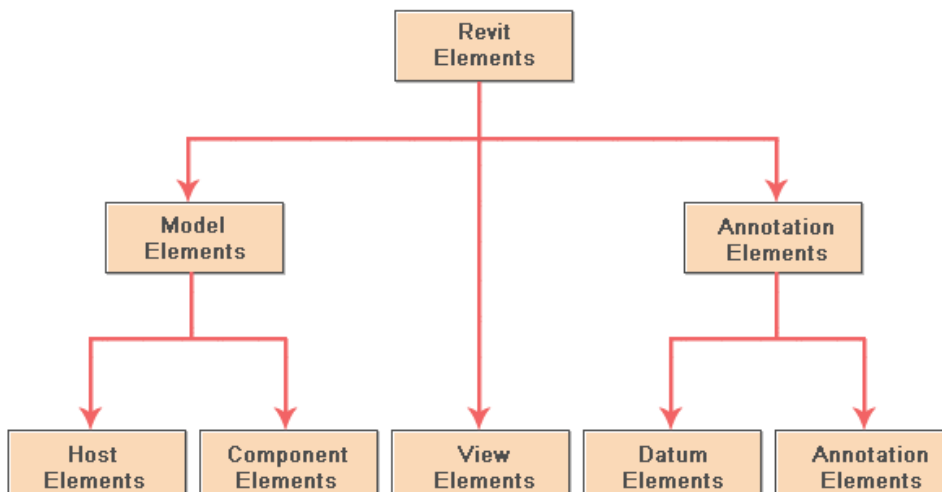 Revit
Elements
Model
Elements
Annotation
Elements
Host
Elements
Component
Elements
View
Elements
Datum
Elements
Annotation
Elements